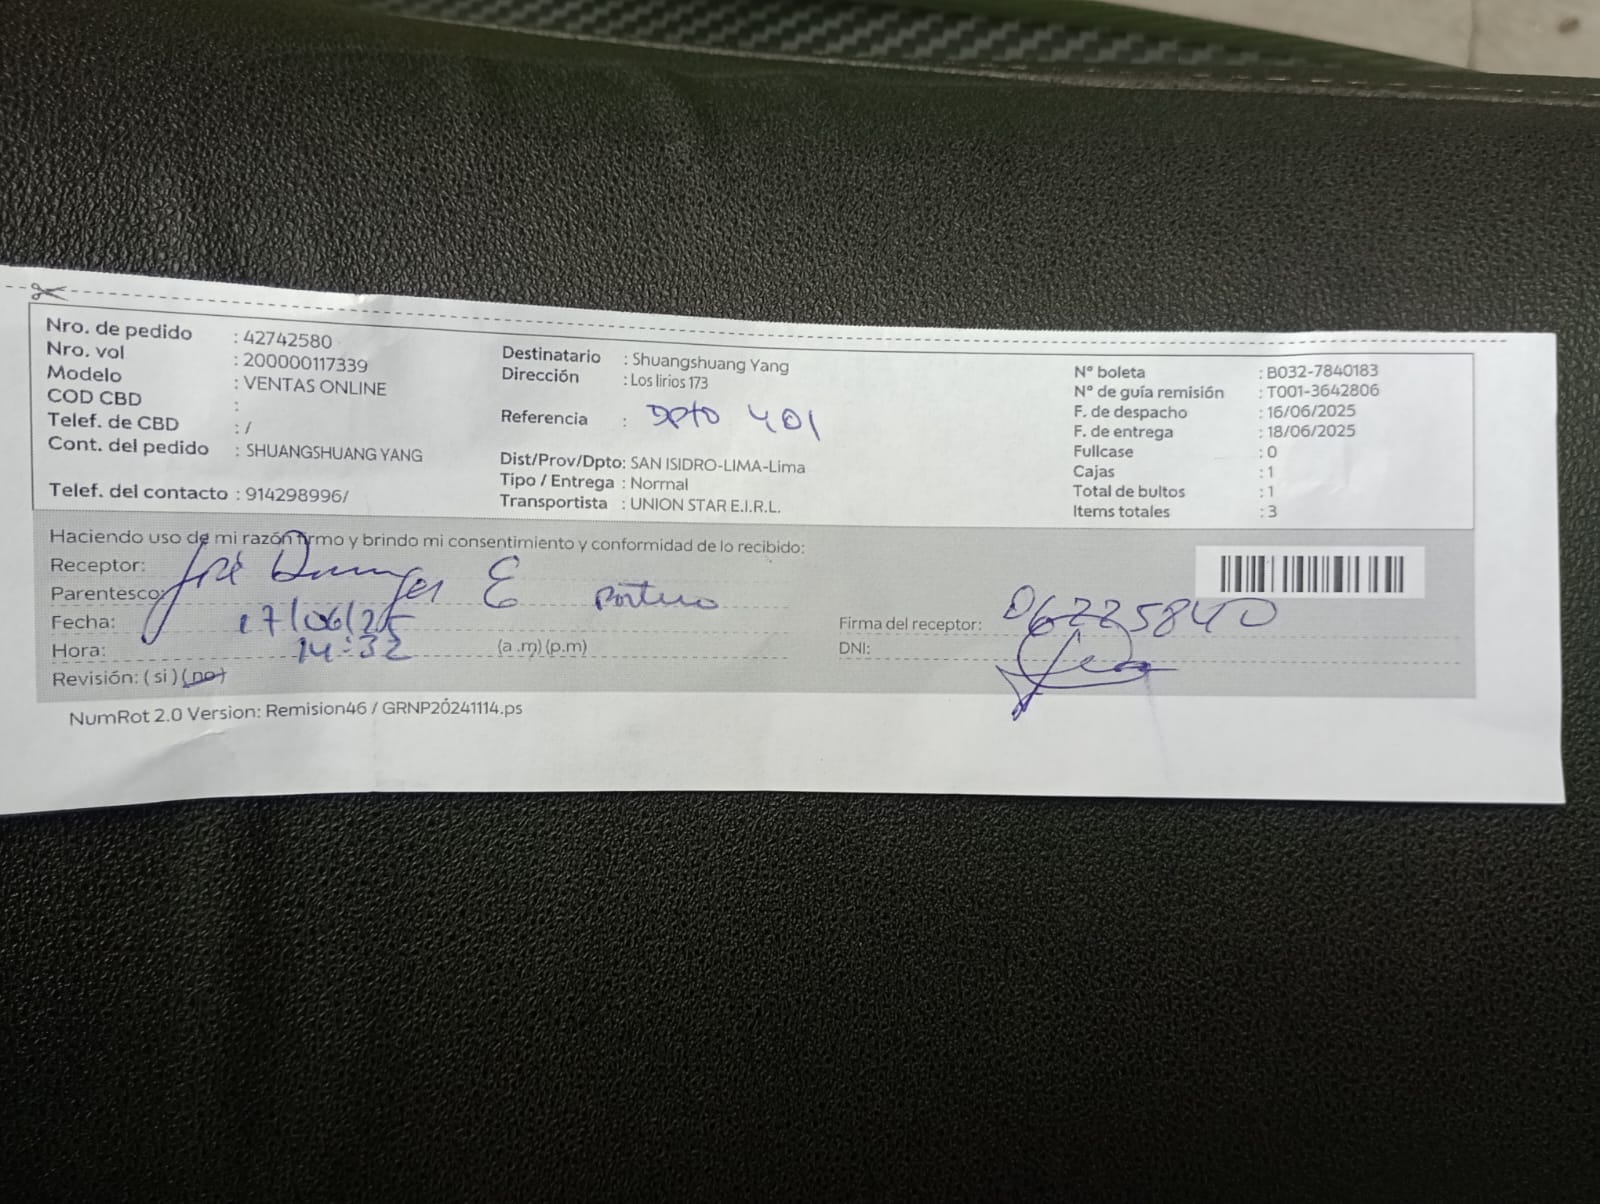 Nro. de pedido : 42742580
Nro. vol : 200000117339
Modelo : VENTAS ONLINE
COD CBD :
Telef. de CBD : /
Cont. del pedido : SHUANGSHUANG YANG
Telef. del contacto : 914298996/
Destinatario : Shuangshuang Yang
Dirección : Los lirios 173
Referencia : Dpto 401
Dist/Prov/Dpto: SAN ISIDRO-LIMA-Lima
Tipo / Entrega : Normal
Transportista : UNION STAR E.I.R.L.
Nº boleta : B032-7840183
Nº de guía remisión : T001-3642806
F. de despacho : 16/06/2025
F. de entrega : 18/06/2025
Fullcase : 0
Cajas : 1
Total de bultos : 1
Items totales : 3
Haciendo uso de mi razón firmo y brindo mi consentimiento y conformidad de lo recibido:
Receptor: José E
Parentesco: portero
Fecha: 17/06/25
Hora: 14:32 (a.m)(p.m)
Revisión: (si)(no)
Firma del receptor: 06225840
DNI:
NumRot 2.0 Version: Remision46 / GRNP20241114.ps